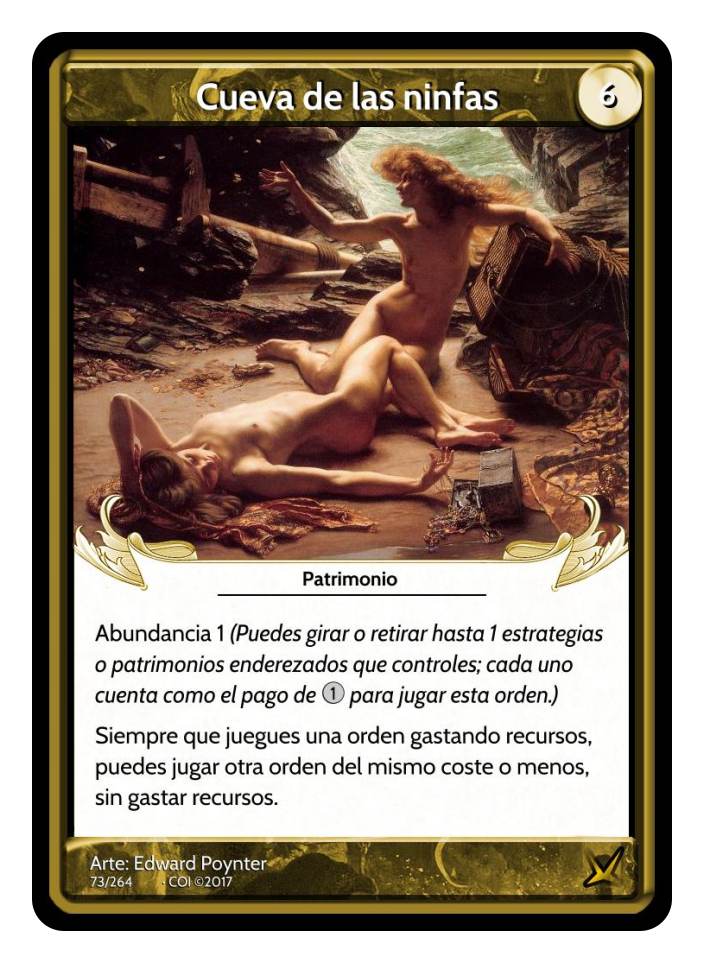 Cueva de las ninfas
6
Patrimonio
Abundancia 1 (Puedes girar o retirar hasta 1 estrategias
o patrimonios enderezados que controles; cada uno
cuenta como el pago de 1 para jugar esta orden.)
Siempre que juegues una orden gastando recursos,
puedes jugar otra orden del mismo coste o menos,
sin gastar recursos.
Arte: Edward Poynter
73/264 · COI ©2017